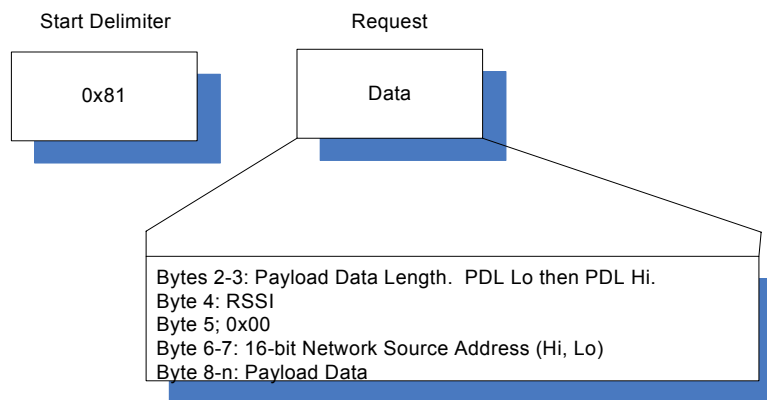 Start Delimiter
Request
0x81
Data
Bytes 2-3: Payload Data Length.  PDL Lo then PDL Hi.
Byte 4: RSSI
Byte 5; 0x00
Byte 6-7: 16-bit Network Source Address (Hi, Lo)
Byte 8-n: Payload Data